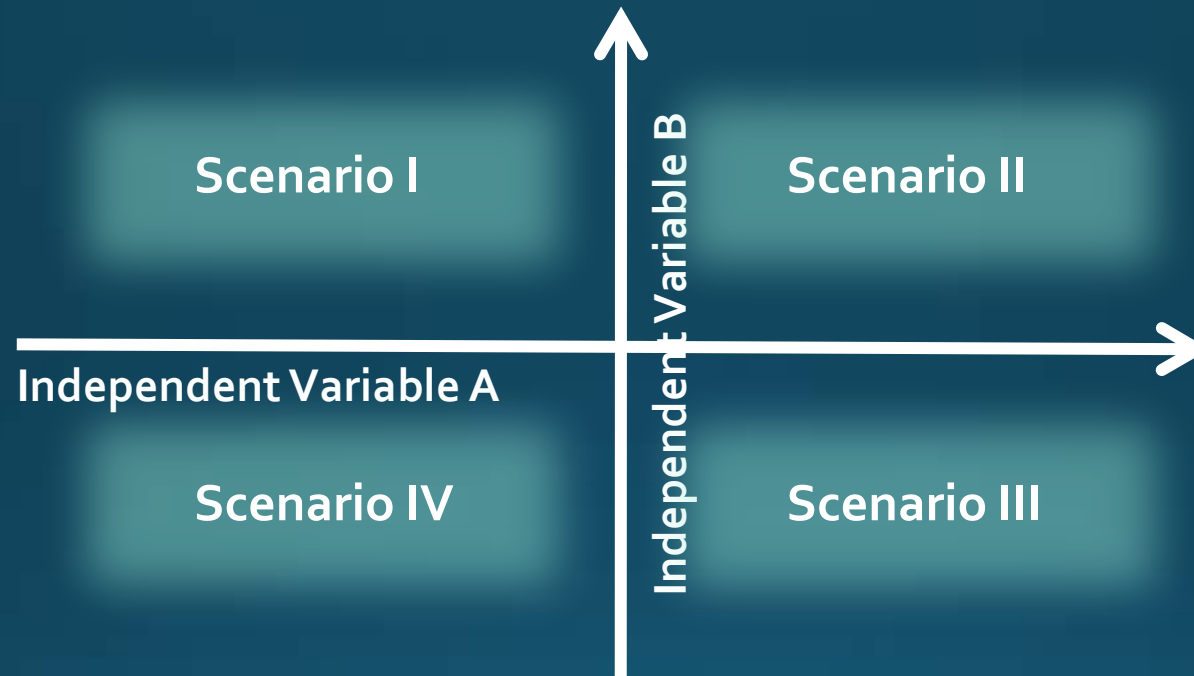 Scenario I
Scenario II
Independent Variable B
Independent Variable A
Scenario IV
Scenario III